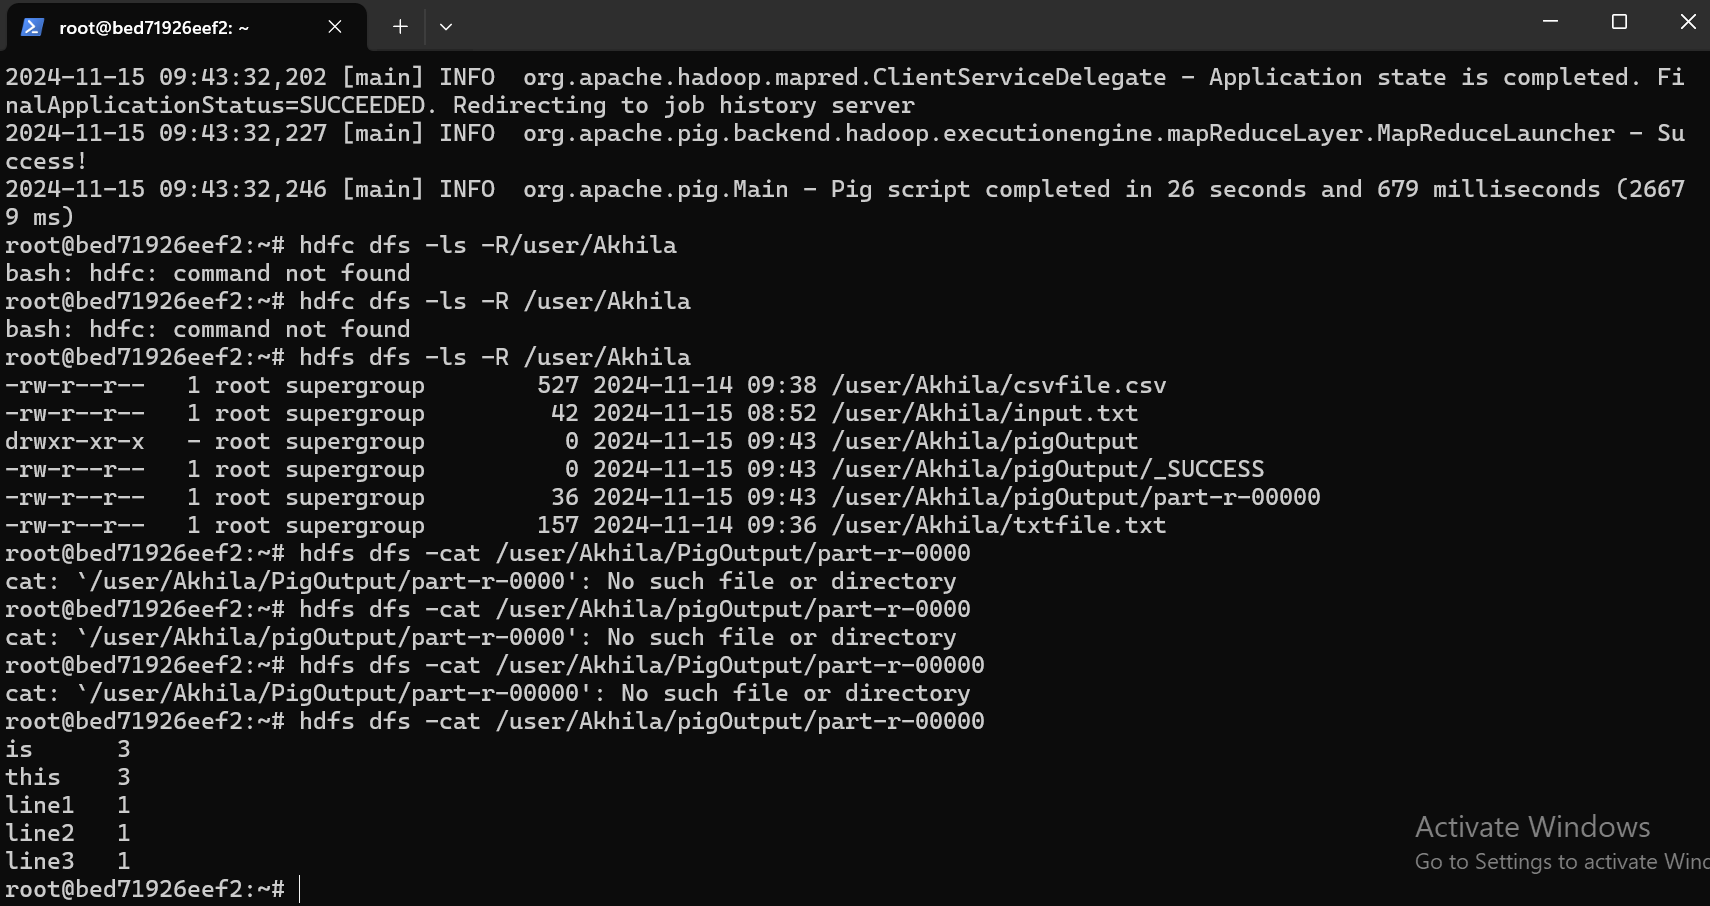 root@bed71926eef2: ~
2024-11-15 09:43:32,202 [main] INFO  org.apache.hadoop.mapred.ClientServiceDelegate - Application state is completed. Fi
nalApplicationStatus=SUCCEEDED. Redirecting to job history server
2024-11-15 09:43:32,227 [main] INFO  org.apache.pig.backend.hadoop.executionengine.mapReduceLayer.MapReduceLauncher - Su
ccess!
2024-11-15 09:43:32,246 [main] INFO  org.apache.pig.Main - Pig script completed in 26 seconds and 679 milliseconds (2667
9 ms)
root@bed71926eef2:~# hdfc dfs -ls -R/user/Akhila
bash: hdfc: command not found
root@bed71926eef2:~# hdfc dfs -ls -R /user/Akhila
bash: hdfc: command not found
root@bed71926eef2:~# hdfs dfs -ls -R /user/Akhila
-rw-r--r--   1 root supergroup        527 2024-11-14 09:38 /user/Akhila/csvfile.csv
-rw-r--r--   1 root supergroup         42 2024-11-15 08:52 /user/Akhila/input.txt
drwxr-xr-x   - root supergroup          0 2024-11-15 09:43 /user/Akhila/pigOutput
-rw-r--r--   1 root supergroup          0 2024-11-15 09:43 /user/Akhila/pigOutput/_SUCCESS
-rw-r--r--   1 root supergroup         36 2024-11-15 09:43 /user/Akhila/pigOutput/part-r-00000
-rw-r--r--   1 root supergroup        157 2024-11-14 09:36 /user/Akhila/txtfile.txt
root@bed71926eef2:~# hdfs dfs -cat /user/Akhila/PigOutput/part-r-0000
cat: `/user/Akhila/PigOutput/part-r-0000': No such file or directory
root@bed71926eef2:~# hdfs dfs -cat /user/Akhila/pigOutput/part-r-0000
cat: `/user/Akhila/pigOutput/part-r-0000': No such file or directory
root@bed71926eef2:~# hdfs dfs -cat /user/Akhila/PigOutput/part-r-00000
cat: `/user/Akhila/PigOutput/part-r-00000': No such file or directory
root@bed71926eef2:~# hdfs dfs -cat /user/Akhila/pigOutput/part-r-00000
is      3
this    3
line1   1
line2   1
line3   1
root@bed71926eef2:~#
Activate Windows
Go to Settings to activate Wind